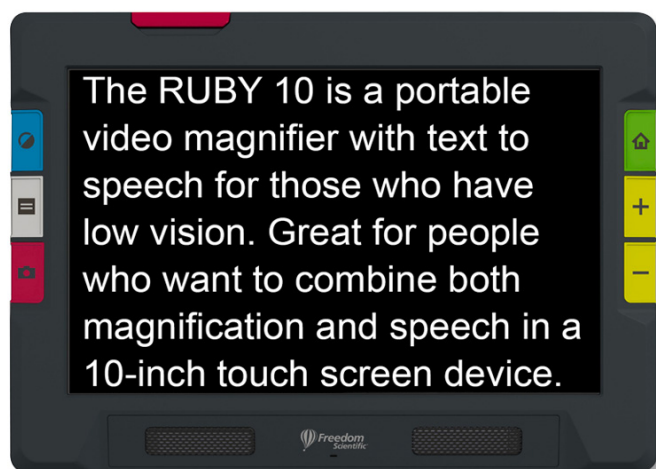 The RUBY 10 is a portable
video magnifier with text to
speech for those who have
low vision. Great for people
who want to combine both
magnification and speech in a
10-inch touch screen device.
Freedom
Scientific